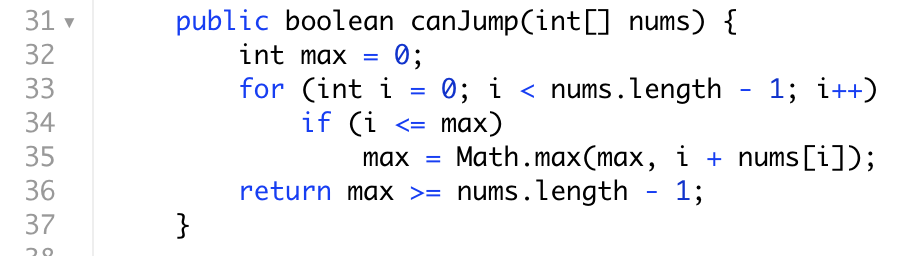 31 ▼ public boolean canJump(int[] nums) {
32 int max = 0;
33 for (int i = 0; i < nums.length - 1; i++)
34 if (i <= max)
35 max = Math.max(max, i + nums[i]);
36 return max >= nums.length - 1;
37 }
38